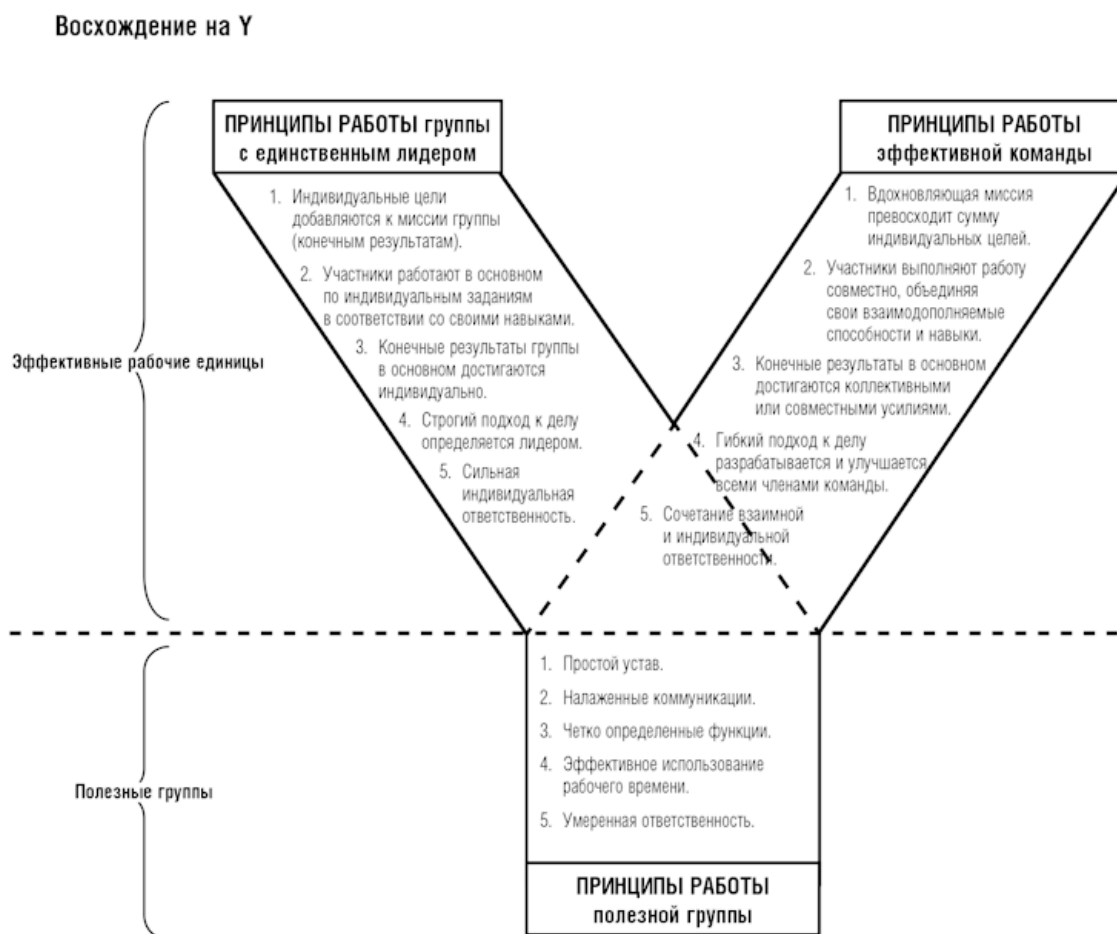 Восхождение на Y
ПРИНЦИПЫ РАБОТЫ группы
с единственным лидером
1. Индивидуальные цели
добавляются к миссии группы
(конечным результатам).
2. Участники работают в основном
по индивидуальным заданиям
в соответствии со своими навыками.
3. Конечные результаты группы
в основном достигаются
индивидуально.
4. Строгий подход к делу
определяется лидером.
5. Сильная
индивидуальная
ответственность.
ПРИНЦИПЫ РАБОТЫ
эффективной команды
1. Вдохновляющая миссия
превосходит сумму
индивидуальных целей.
2. Участники выполняют работу
совместно, объединяя
свои взаимодополняемые
способности и навыки.
3. Конечные результаты в основном
достигаются коллективными
или совместными усилиями.
4. Гибкий подход к делу
разрабатывается и улучшается
всеми членами команды.
5. Сочетание взаимной
и индивидуальной
ответственности.
Эффективные рабочие единицы
1. Простой устав.
2. Налаженные коммуникации.
3. Четко определенные функции.
4. Эффективное использование
рабочего времени.
5. Умеренная ответственность.
Полезные группы
ПРИНЦИПЫ РАБОТЫ
полезной группы